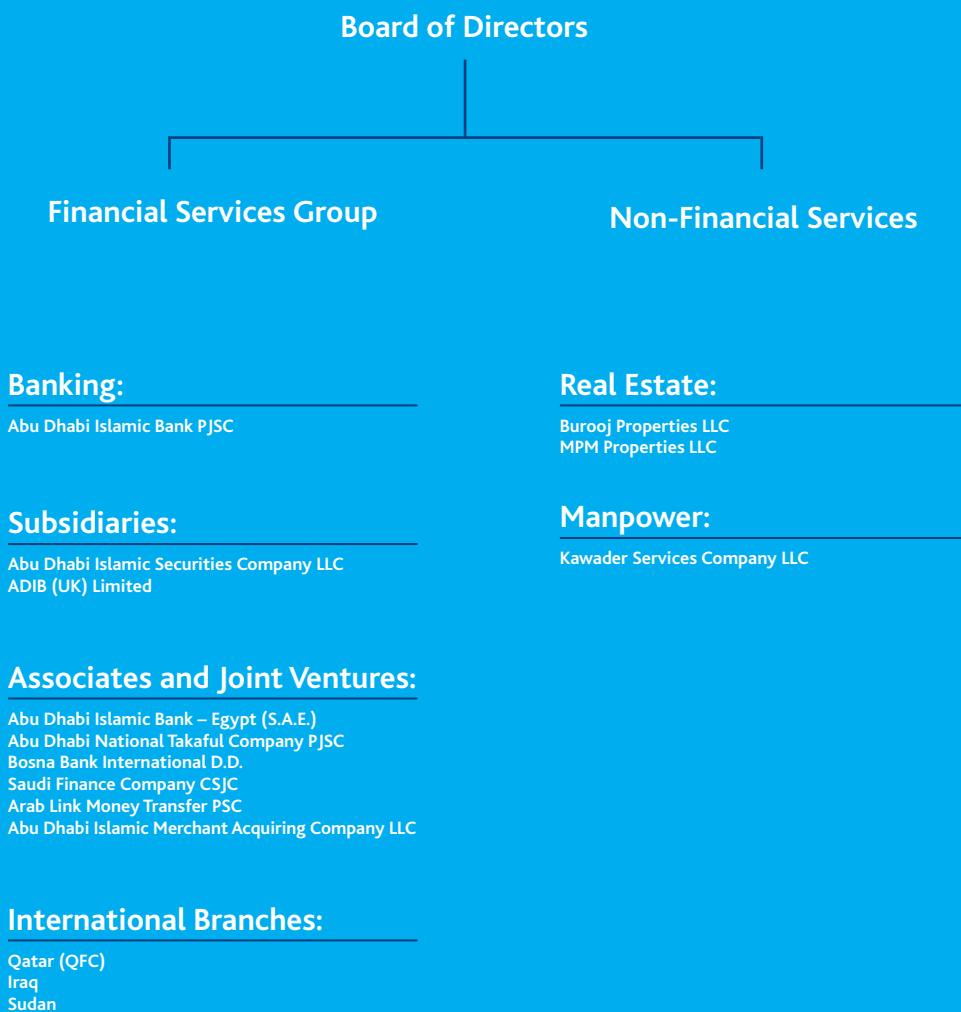 Board of Directors
Financial Services Group
Non-Financial Services
Banking:
Abu Dhabi Islamic Bank PJSC
Subsidiaries:
Abu Dhabi Islamic Securities Company LLC
ADIB (UK) Limited
Associates and Joint Ventures:
Abu Dhabi Islamic Bank – Egypt (S.A.E.)
Abu Dhabi National Takaful Company PJSC
Bosna Bank International D.D.
Saudi Finance Company CSJC
Arab Link Money Transfer PSC
Abu Dhabi Islamic Merchant Acquiring Company LLC
International Branches:
Qatar (QFC)
Iraq
Sudan
Real Estate:
Burooj Properties LLC
MPM Properties LLC
Manpower:
Kawader Services Company LLC